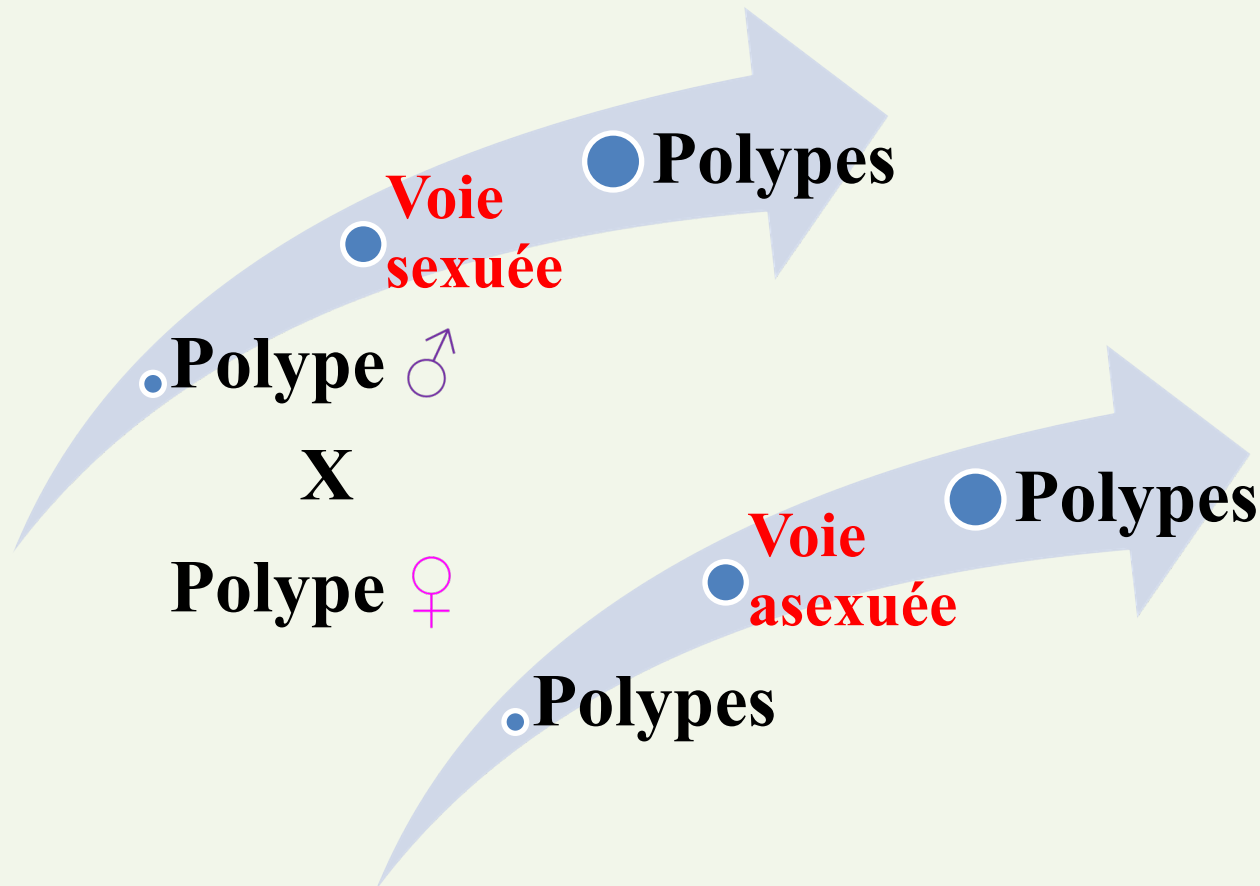 Polypes
Voie
sexuée
Polype ♂
X
Polype ♀
Polypes
Voie
asexuée
Polypes